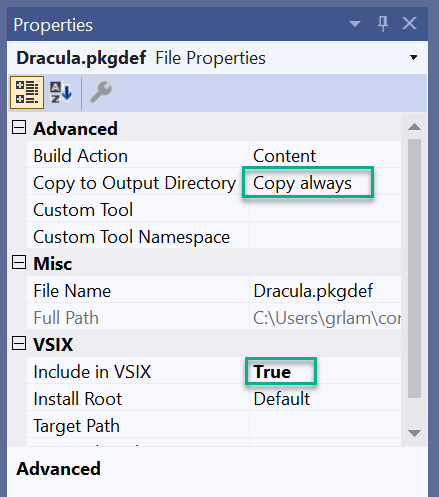 Properties
Dracula.pkgdef File Properties
Advanced
Build Action Content
Copy to Output Directory Copy always
Custom Tool
Custom Tool Namespace
Misc
File Name Dracula.pkgdef
Full Path C:\Users\grlam\con
VSIX
Include in VSIX True
Install Root Default
Target Path
Advanced